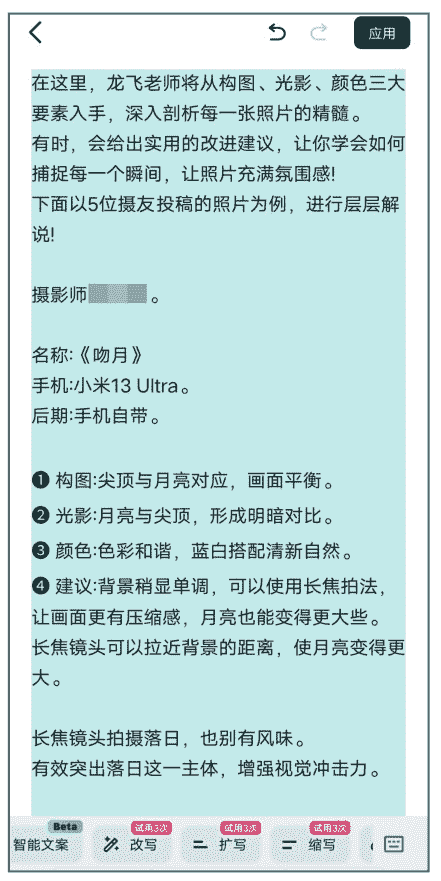 应用
在这里，龙飞老师将从构图、光影、颜色三大
要素入手，深入剖析每一张照片的精髓。
有时，会给出实用的改进建议，让你学会如何
捕捉每一个瞬间，让照片充满氛围感!
下面以5位摄友投稿的照片为例，进行层层解
说!
摄影师 。
名称:《吻月》
手机:小米13 Ultra。
后期:手机自带。
❶ 构图:尖顶与月亮对应，画面平衡。
❷ 光影:月亮与尖顶，形成明暗对比。
❸ 颜色:色彩和谐，蓝白搭配清新自然。
❹ 建议:背景稍显单调，可以使用长焦拍法，
让画面更有压缩感，月亮也能变得更大些。
长焦镜头可以拉近背景的距离，使月亮变得更
大。
长焦镜头拍摄落日，也别有风味。
有效突出落日这一主体，增强视觉冲击力。
Beta 试用3次 试用3次 试用3次
智能文案 改写 扩写 缩写